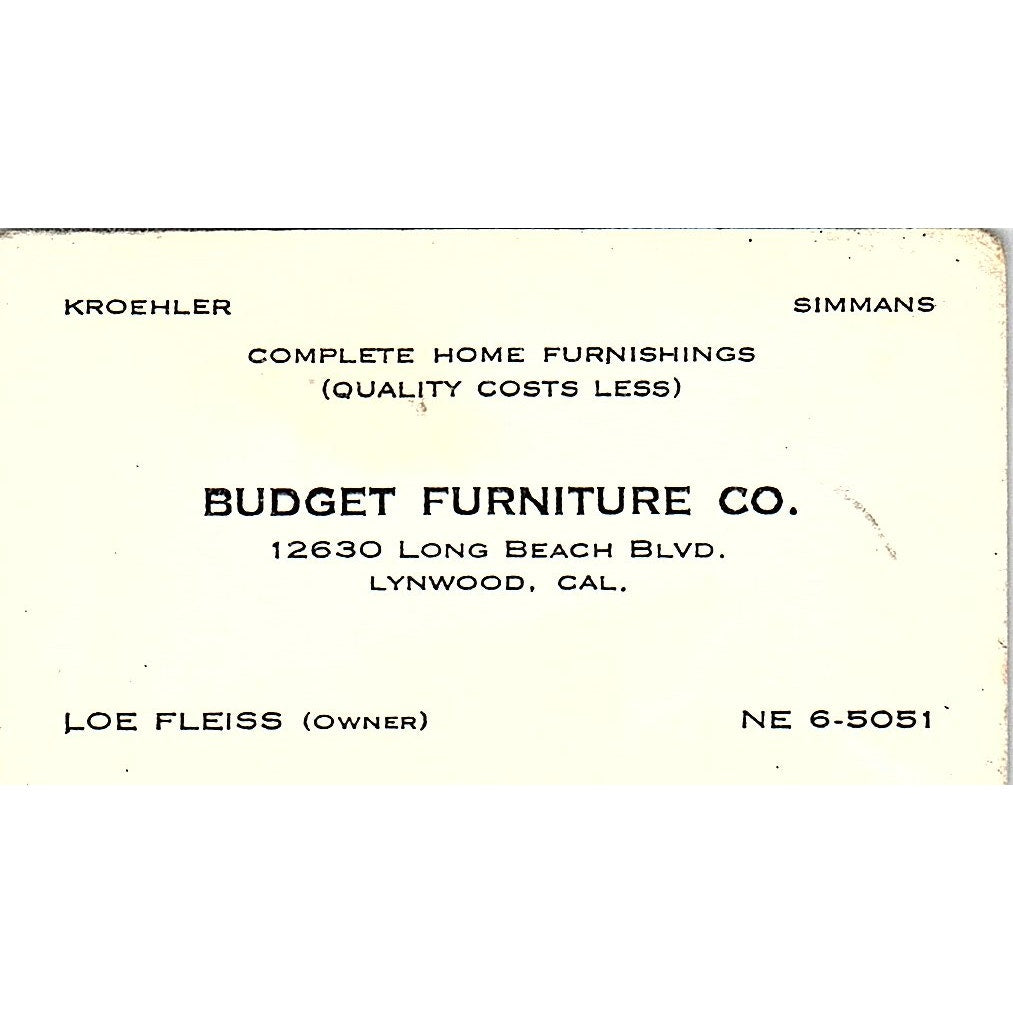 KROEHLER SIMMANS
COMPLETE HOME FURNISHINGS
(QUALITY COSTS LESS)
BUDGET FURNITURE CO.
12630 LONG BEACH BLVD.
LYNWOOD, CAL.
LOE FLEISS (OWNER) NE 6-5051